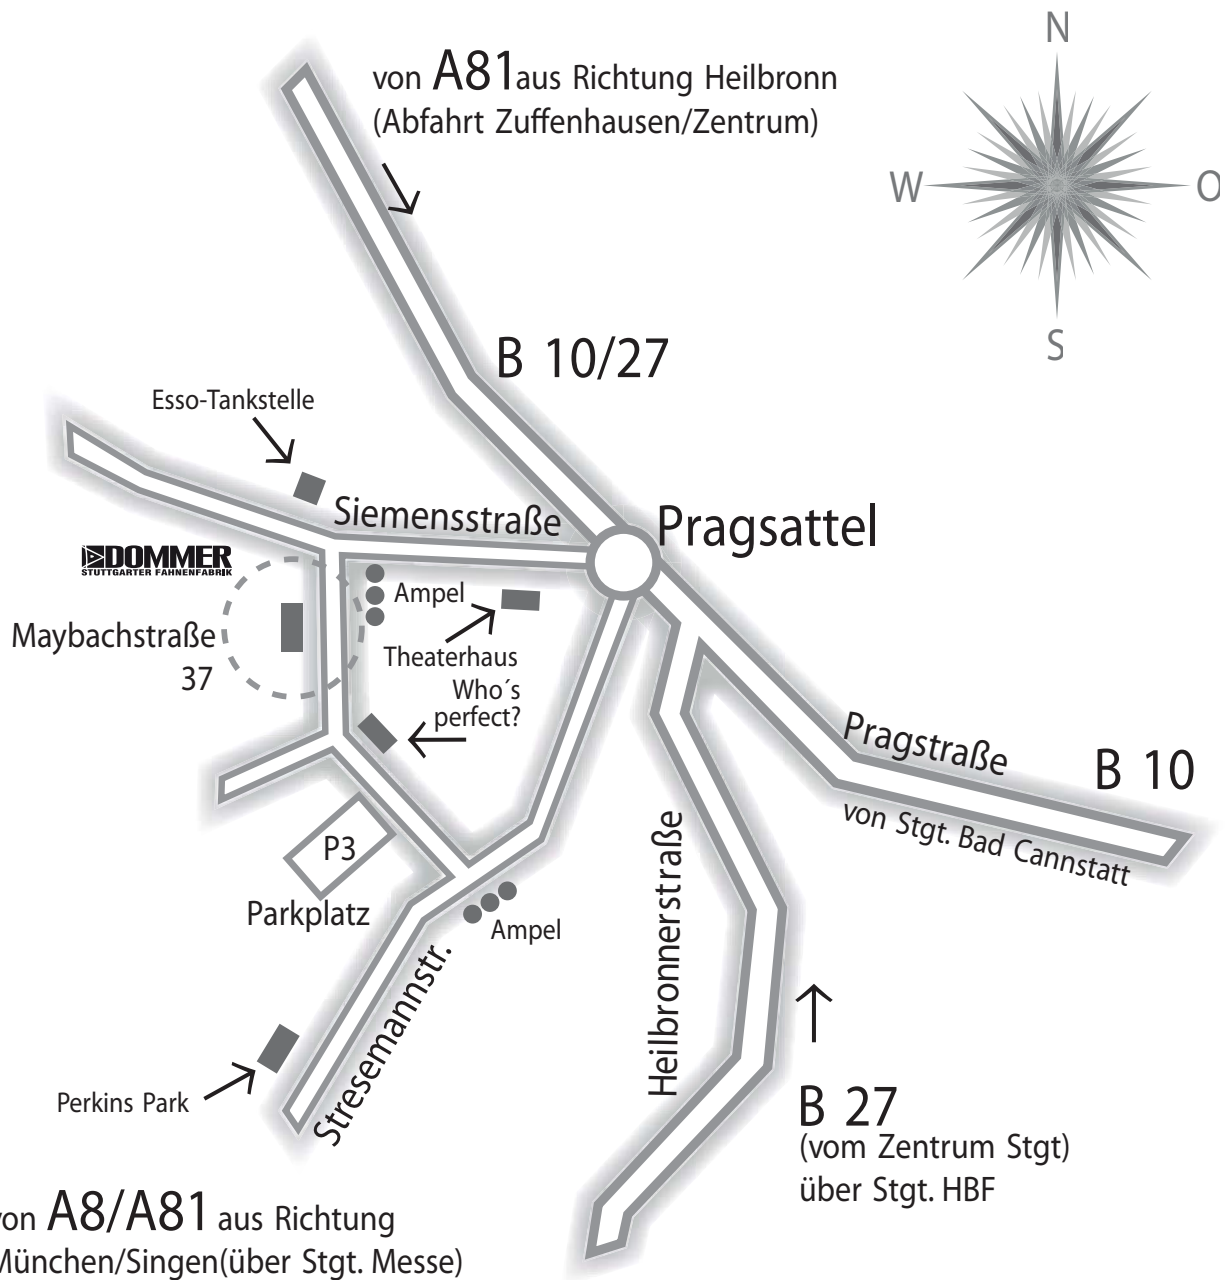 N
von A81 aus Richtung Heilbronn
(Abfahrt Zuffenhausen/Zentrum)
W
O
S
B 10/27
Esso-Tankstelle
Siemensstraße
Pragsattel
DOMMER
STUTTGARTER FAHNENFABRIK
Ampel
Maybachstraße
37
Theaterhaus
Who´s
perfect?
Pragstraße
B 10
von Stgt. Bad Cannstatt
P3
Parkplatz
Ampel
Heilbronnerstraße
Stresemannstr.
Perkins Park
B 27
(vom Zentrum Stgt)
über Stgt. HBF
von A8/A81 aus Richtung
München/Singen(über Stgt. Messe)